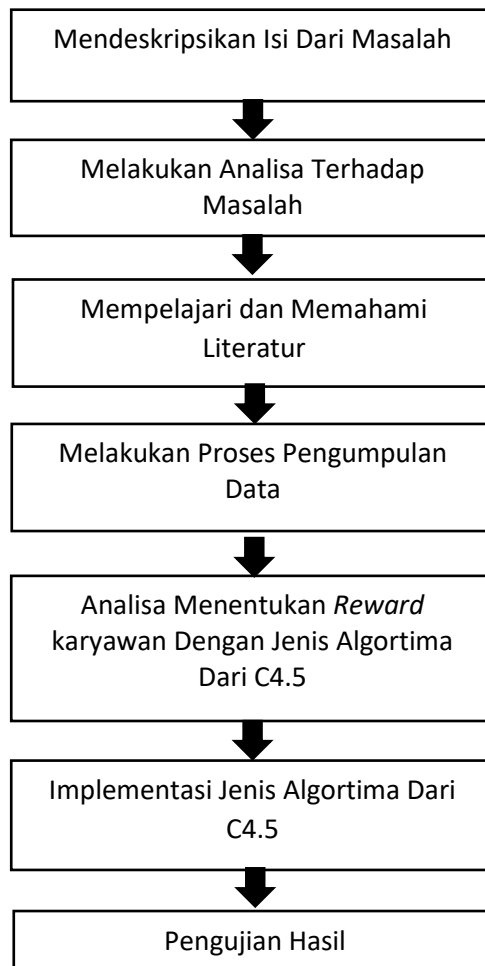 Mendeskripsikan Isi Dari Masalah
Melakukan Analisa Terhadap
Masalah
Mempelajari dan Memahami
Literatur
Melakukan Proses Pengumpulan
Data
Analisa Menentukan Reward
karyawan Dengan Jenis Algortima
Dari C4.5
Implementasi Jenis Algortima Dari
C4.5
Pengujian Hasil